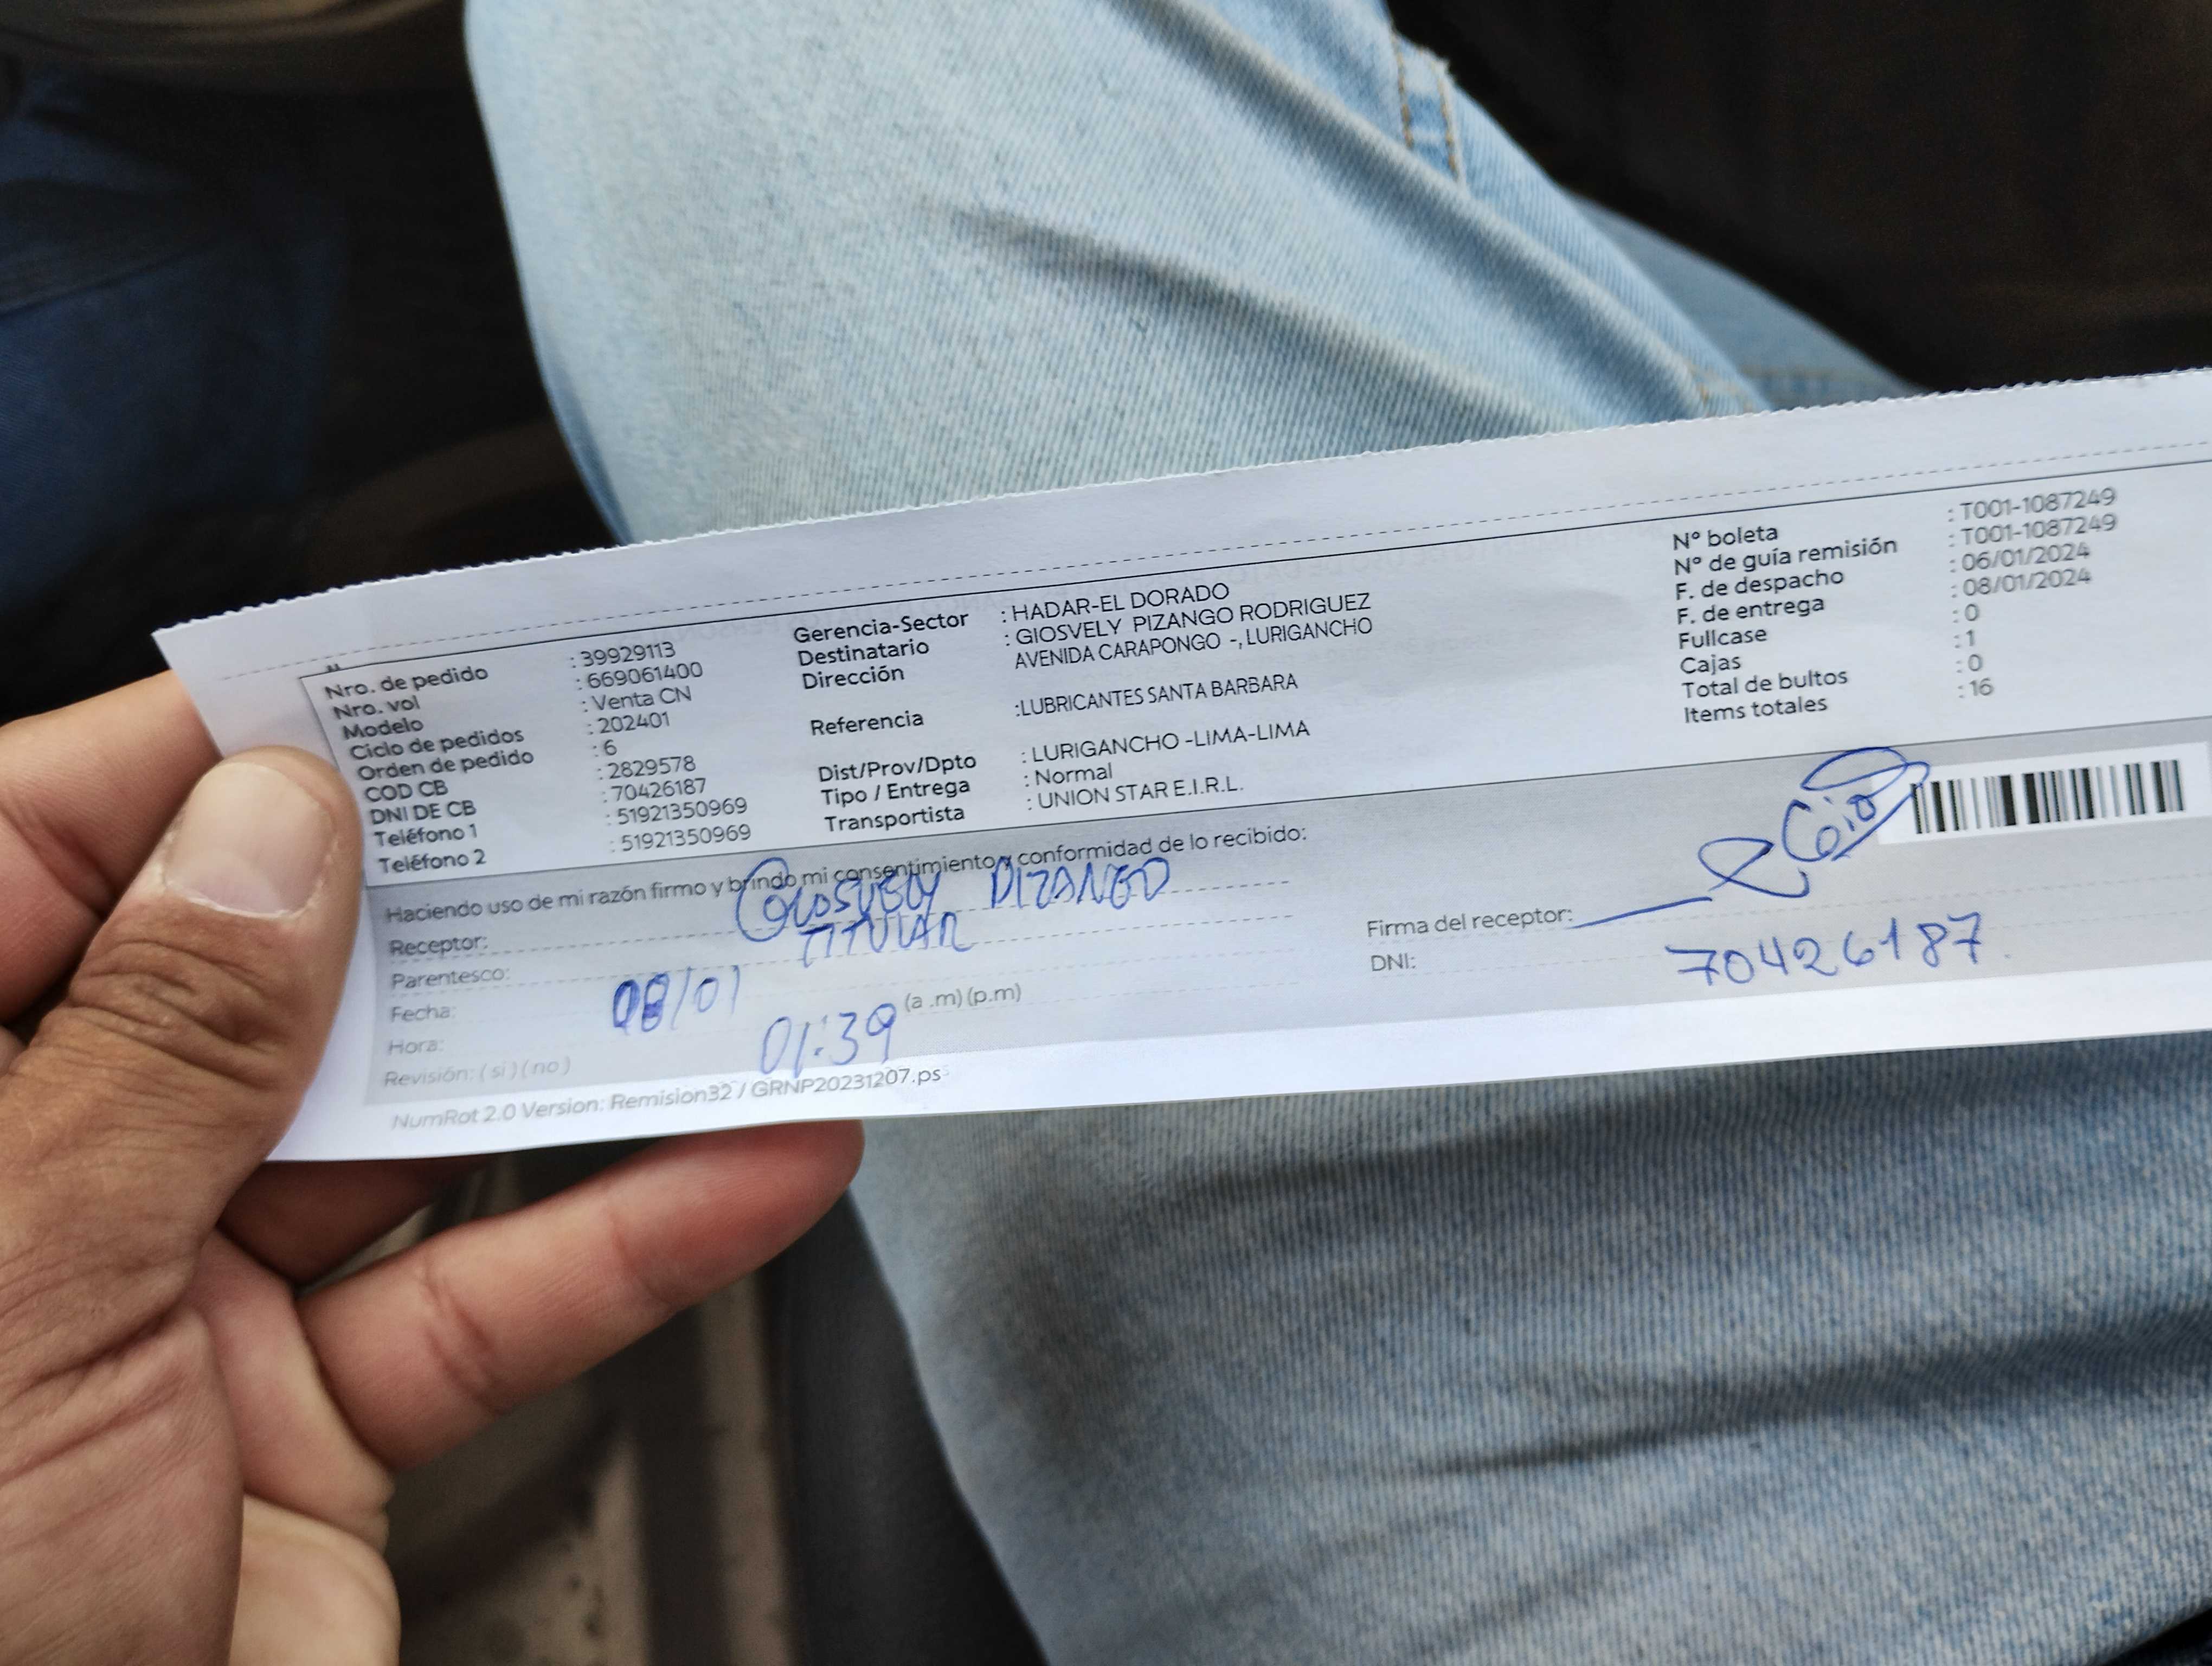 Nro. de pedido : 39929113
Nro. vol : 669061400
Modelo : Venta CN
Ciclo de pedidos : 202401
Orden de pedido : 6
COD CB : 2829578
DNI DE CB : 70426187
Teléfono 1 : 51921350969
Teléfono 2 : 51921350969
Gerencia-Sector : HADAR-EL DORADO
Destinatario : GIOSVELY PIZANGO RODRIGUEZ
Dirección AVENIDA CARAPONGO -, LURIGANCHO
Referencia :LUBRICANTES SANTA BARBARA
Dist/Prov/Dpto : LURIGANCHO -LIMA-LIMA
Tipo / Entrega : Normal
Transportista : UNION STAR E.I.R.L.
N° boleta : T001-1087249
N° de guía remisión : T001-1087249
F. de despacho : 06/01/2024
F. de entrega : 08/01/2024
Fullcase : 0
Cajas : 1
Total de bultos : 0
Items totales : 16
Haciendo uso de mi razón firmo y brindo mi consentimiento y conformidad de lo recibido:
Receptor: GIOSVELY PIZANGO
Parentesco: TITULAR
Fecha: 08/01
Hora: 01:39 (a .m) (p.m)
Revisión: ( si ) ( no )
Firma del receptor:
DNI: 70426187
NumRot 2.0 Version: Remision32 / GRNP20231207.ps